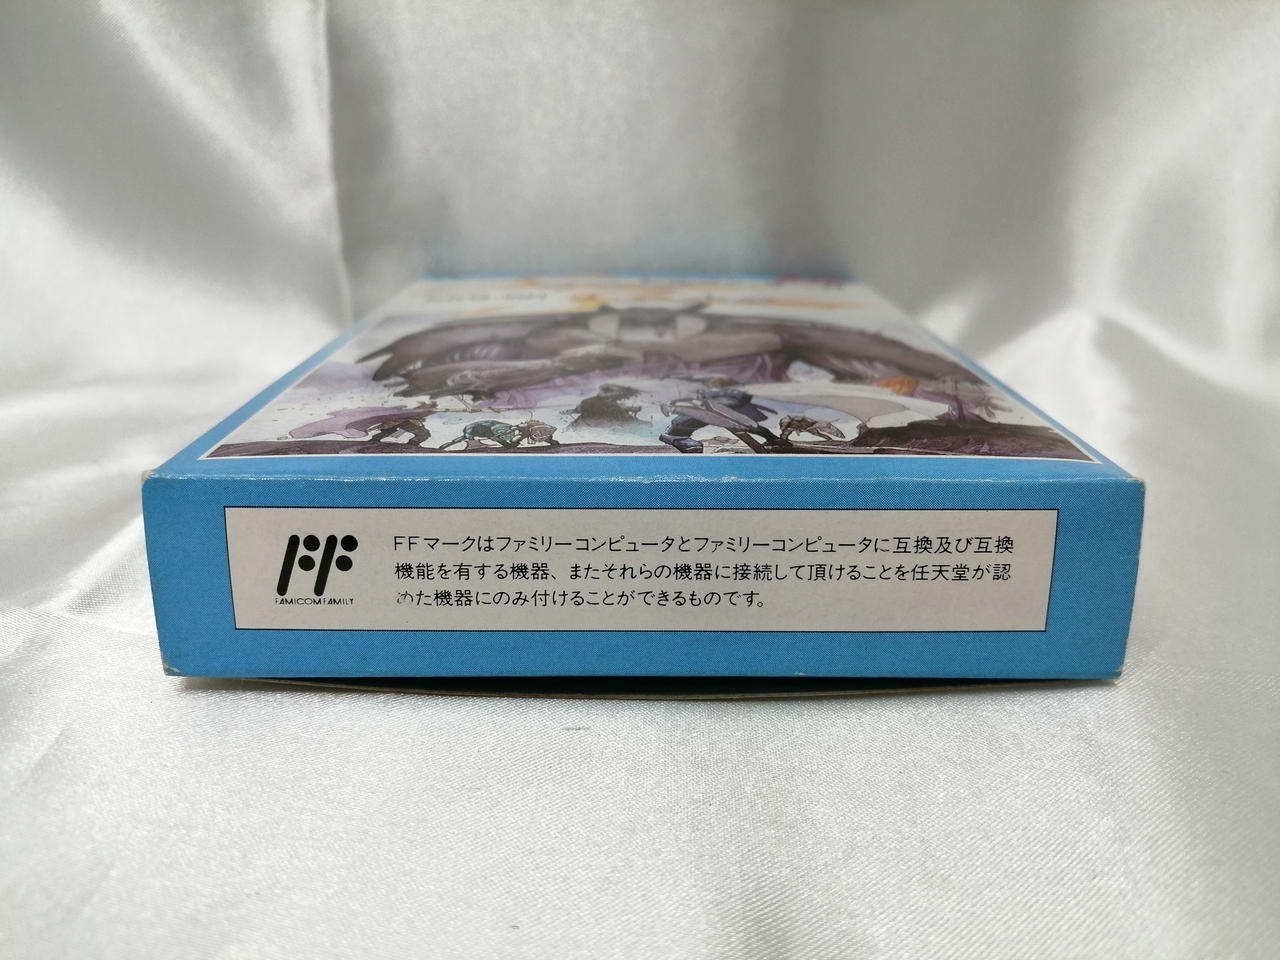 FF
FAMICOM FAMILY
FFマークはファミリーコンピュータとファミリーコンピュータに互換及び互換
機能を有する機器、またそれらの機器に接続して頂けることを任天堂が認
めた機器にのみ付けることができるものです。